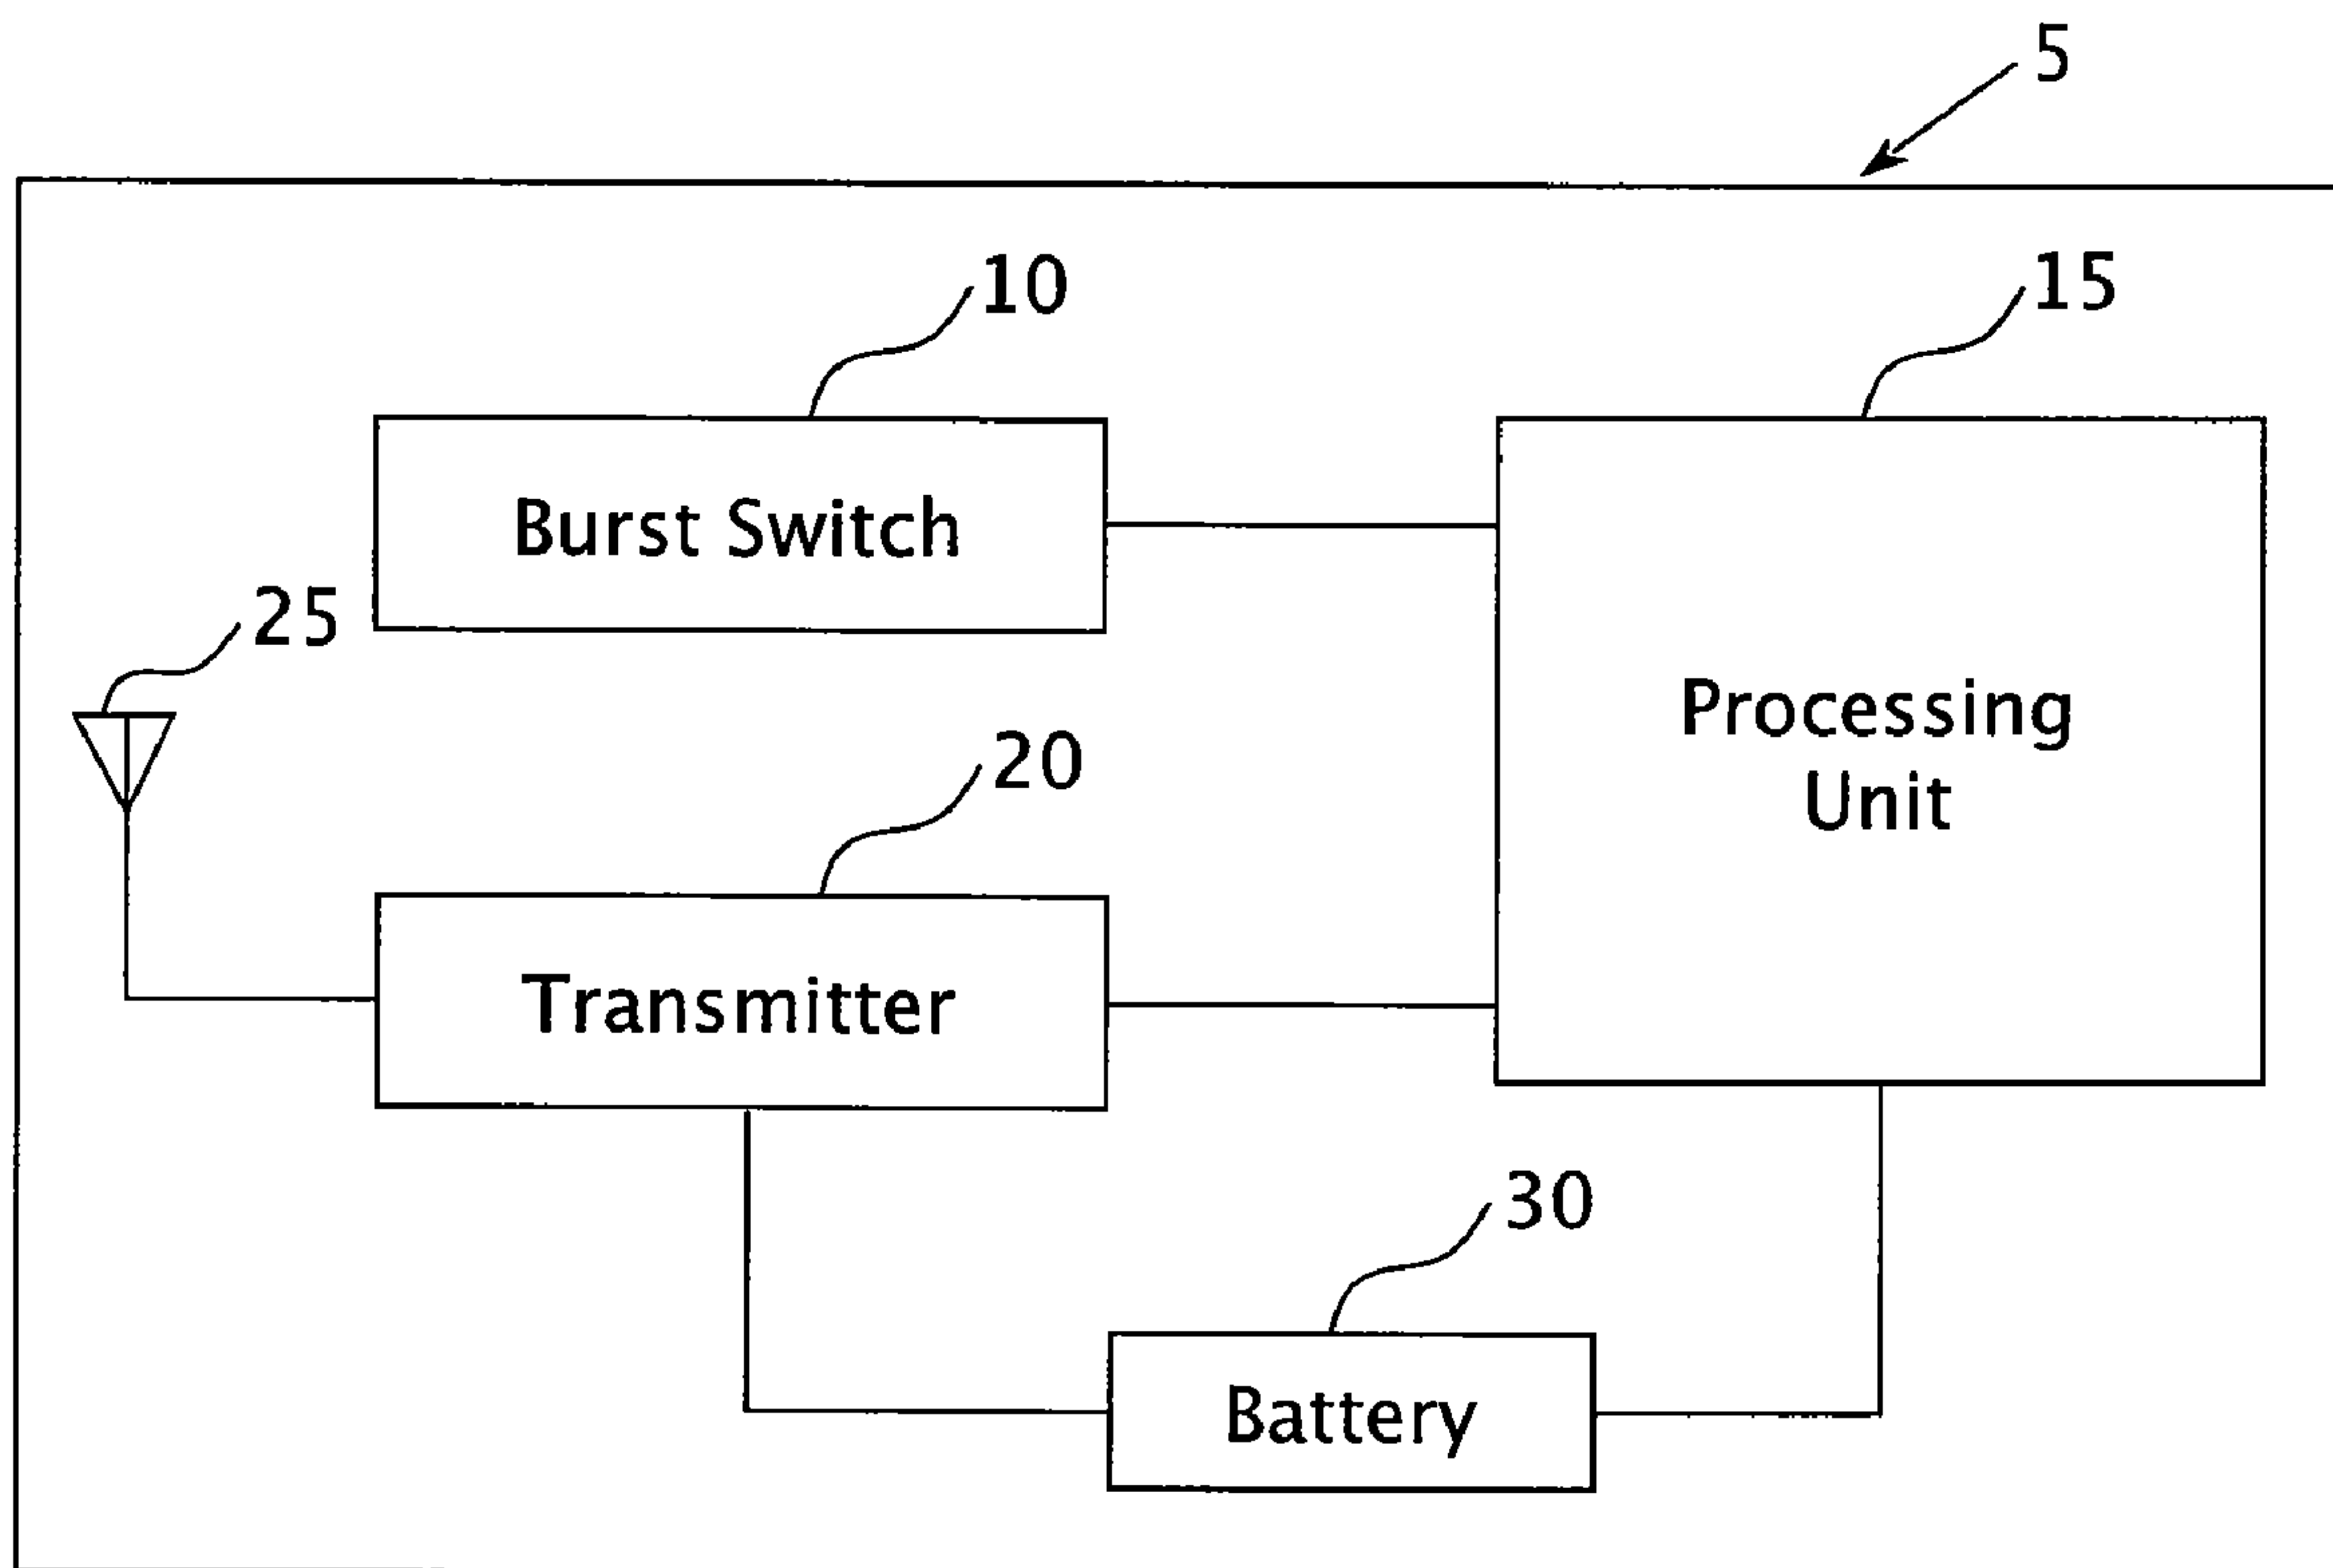 5
10
15
Burst Switch
25
Processing
Unit
20
Transmitter
30
Battery